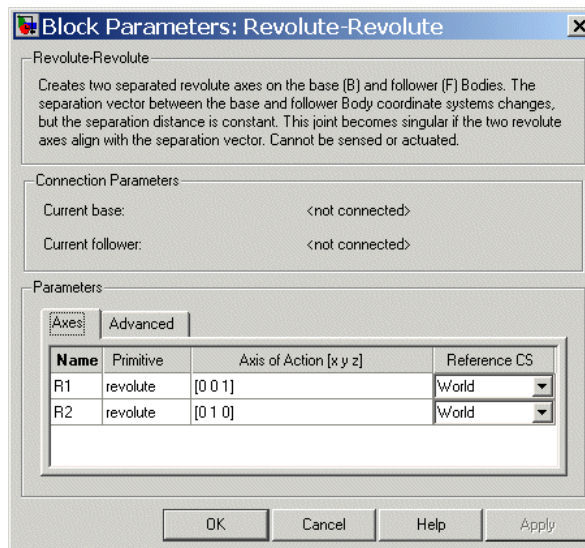 Block Parameters: Revolute-Revolute
Revolute-Revolute
Creates two separated revolute axes on the base (B) and follower (F) Bodies. The
separation vector between the base and follower Body coordinate systems changes,
but the separation distance is constant. This joint becomes singular if the two revolute
axes align with the separation vector. Cannot be sensed or actuated.
Connection Parameters
Current base: <not connected>
Current follower: <not connected>
Parameters
Axes Advanced
Name Primitive Axis of Action [x y z] Reference CS
R1 revolute [0 0 1] World
R2 revolute [0 1 0] World
OK Cancel Help Apply